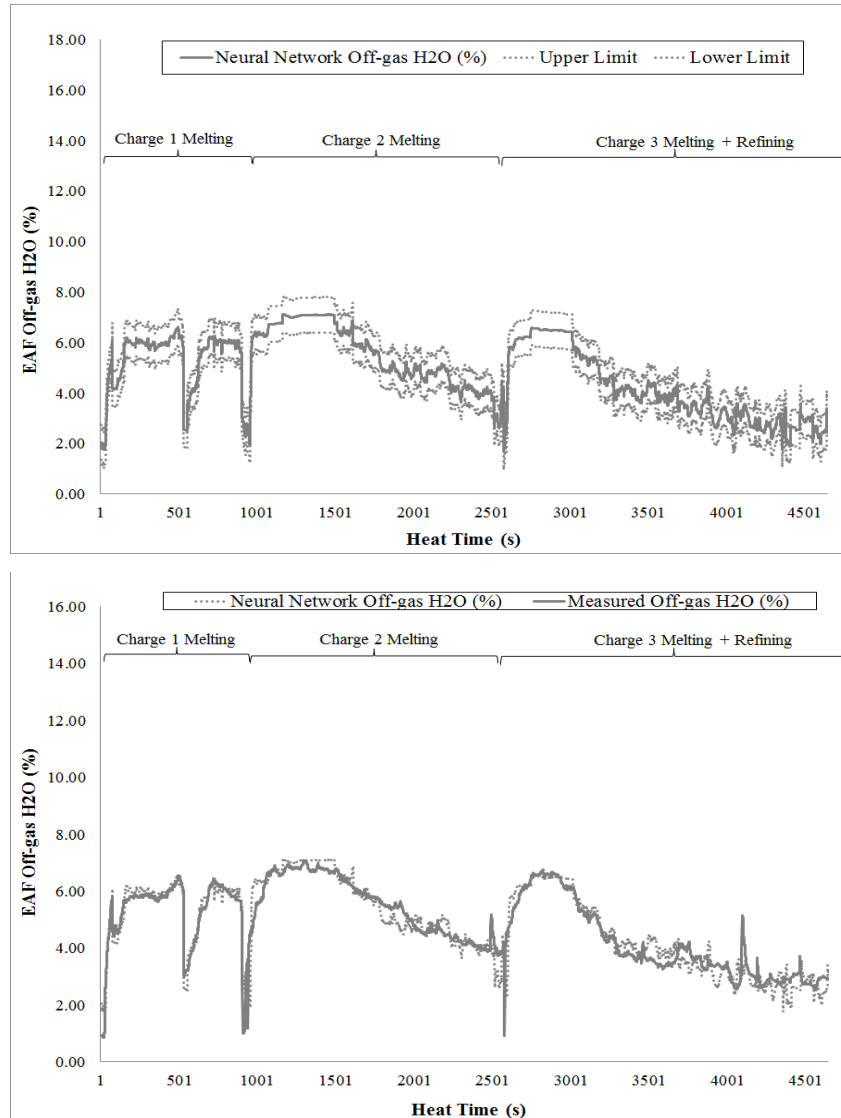 18.00
Neural Network Off-gas H2O (%) Upper Limit Lower Limit
16.00
14.00
Charge 1 Melting Charge 2 Melting Charge 3 Melting + Refining
12.00
10.00
8.00
6.00
4.00
2.00
0.00
EAF Off-gas H2O (%)
1 501 1001 1501 2001 2501 3001 3501 4001 4501
Heat Time (s)
16.00
Neural Network Off-gas H2O (%) Measured Off-gas H2O (%)
Charge 1 Melting Charge 2 Melting Charge 3 Melting + Refining
14.00
12.00
10.00
8.00
6.00
4.00
2.00
0.00
EAF Off-gas H2O (%)
1 501 1001 1501 2001 2501 3001 3501 4001 4501
Heat Time (s)